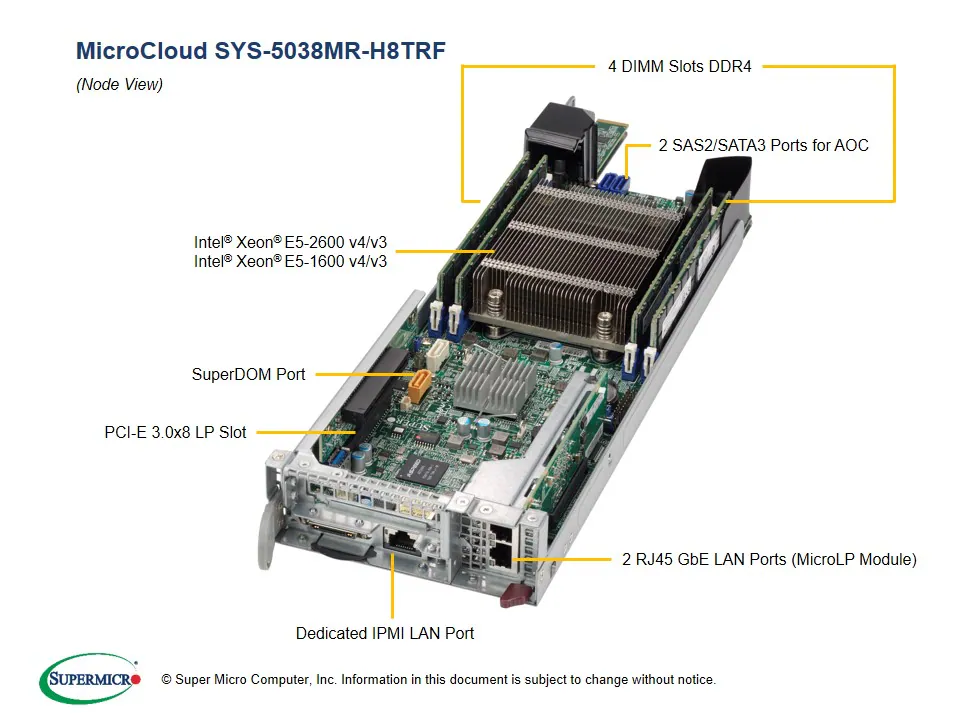 MicroCloud SYS-5038MR-H8TRF
(Node View)
4 DIMM Slots DDR4
2 SAS2/SATA3 Ports for AOC
Intel® Xeon® E5-2600 v4/v3
Intel® Xeon® E5-1600 v4/v3
SuperDOM Port
PCI-E 3.0x8 LP Slot
2 RJ45 GbE LAN Ports (MicroLP Module)
Dedicated IPMI LAN Port
SUPERMICRO
© Super Micro Computer, Inc. Information in this document is subject to change without notice.